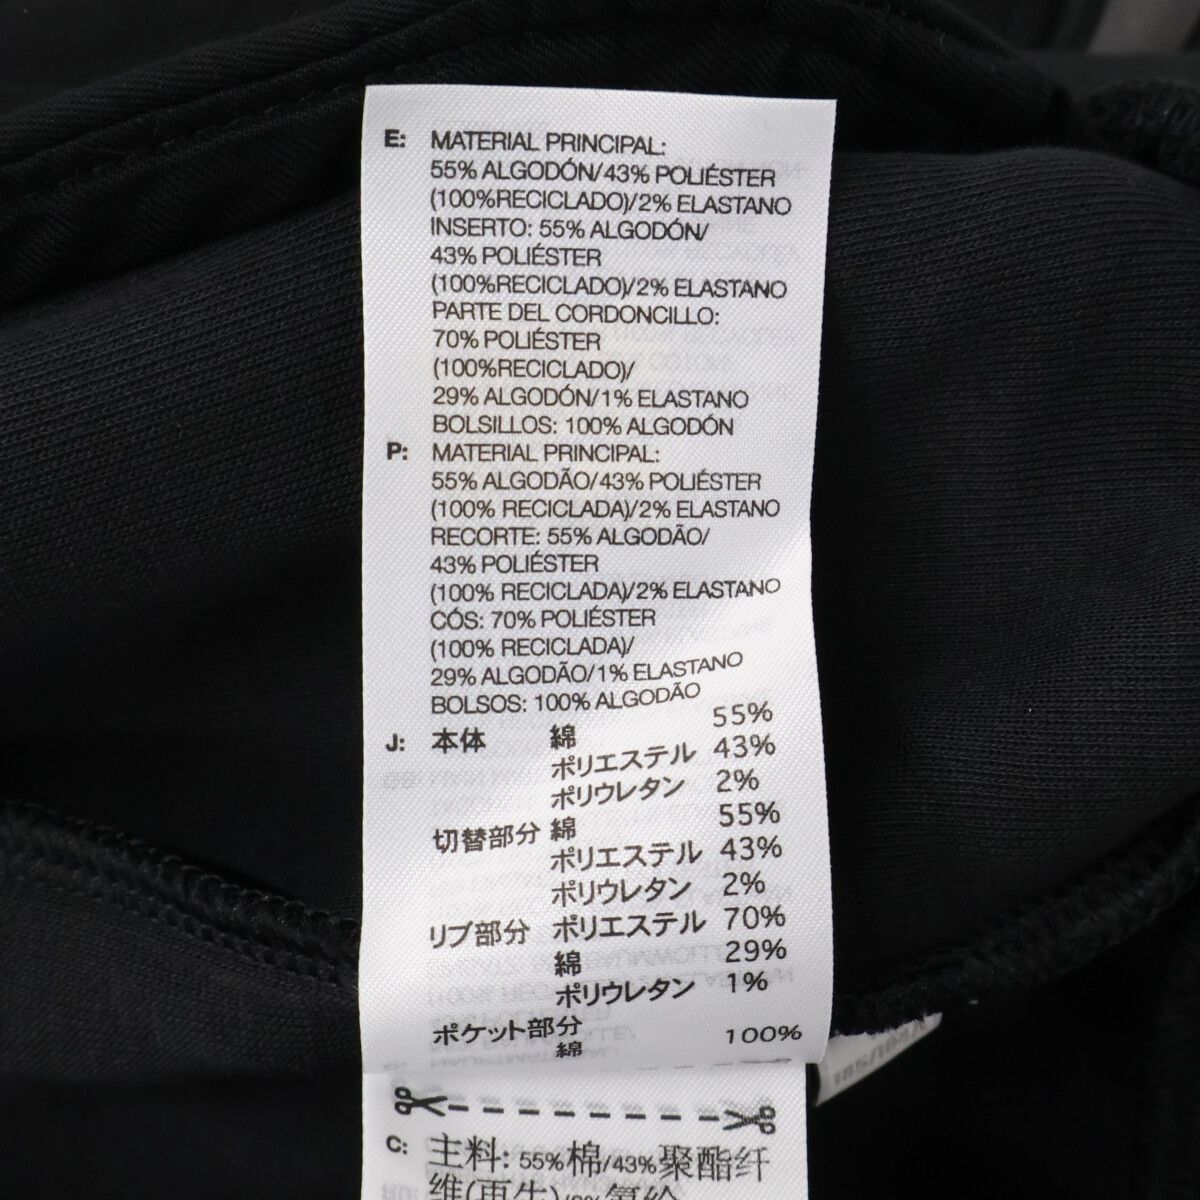 E: MATERIAL PRINCIPAL:
55% ALGODÓN/43% POLIÉSTER
(100%RECICLADO)/2% ELASTANO
INSERTO: 55% ALGODÓN/
43% POLIÉSTER
(100%RECICLADO)/2% ELASTANO
PARTE DEL CORDONCILLO:
70% POLIÉSTER
(100%RECICLADO)/
29% ALGODÓN/1% ELASTANO
BOLSILLOS: 100% ALGODÓN
P: MATERIAL PRINCIPAL:
55% ALGODÃO/43% POLIÉSTER
(100% RECICLADA)/2% ELASTANO
RECORTE: 55% ALGODÃO/
43% POLIÉSTER
(100% RECICLADA)/2% ELASTANO
CÓS: 70% POLIÉSTER
(100% RECICLADA)/
29% ALGODÃO/1% ELASTANO
BOLSOS: 100% ALGODÃO
J: 本体 綿 55%
ポリエステル 43%
ポリウレタン 2%
切替部分 綿 55%
ポリエステル 43%
ポリウレタン 2%
リブ部分 ポリエステル 70%
綿 29%
ポリウレタン 1%
ポケット部分
綿 100%
C: 主料: 55%棉/43%聚酯纤
维(再生)/2%氨纶